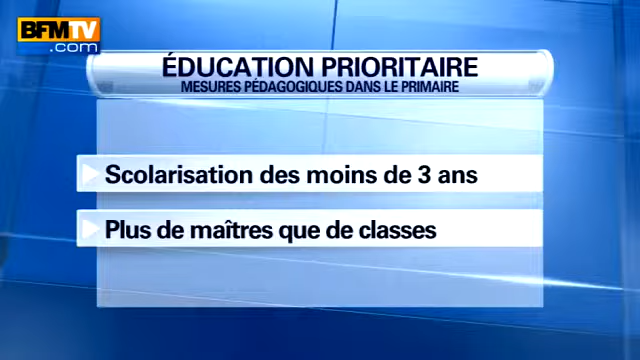 BFMTV
.com
ÉDUCATION PRIORITAIRE
MESURES PÉDAGOGIQUES DANS LE PRIMAIRE
Scolarisation des moins de 3 ans
Plus de maîtres que de classes